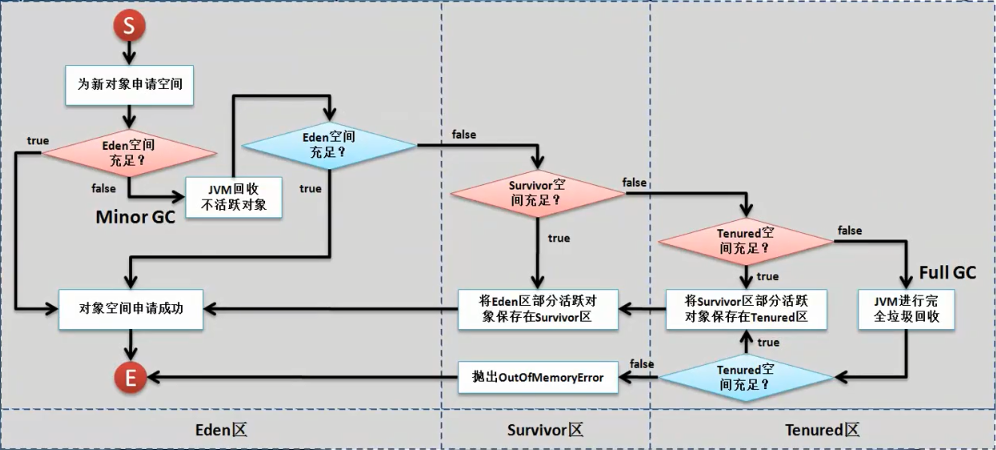 S
为新对象申请空间
true
Eden空间
充足?
false
Minor GC
JVM回收
不活跃对象
Eden空间
充足?
true
false
对象空间申请成功
E
Survivor空
间充足?
false
true
将Eden区部分活跃对
象保存在Survivor区
抛出OutOfMemoryError
Tenured空
间充足?
false
true
Full GC
将Survivor区部分活跃
对象保存在Tenured区
JVM进行完
全垃圾回收
true
false
Tenured空
间充足?
Eden区
Survivor区
Tenured区